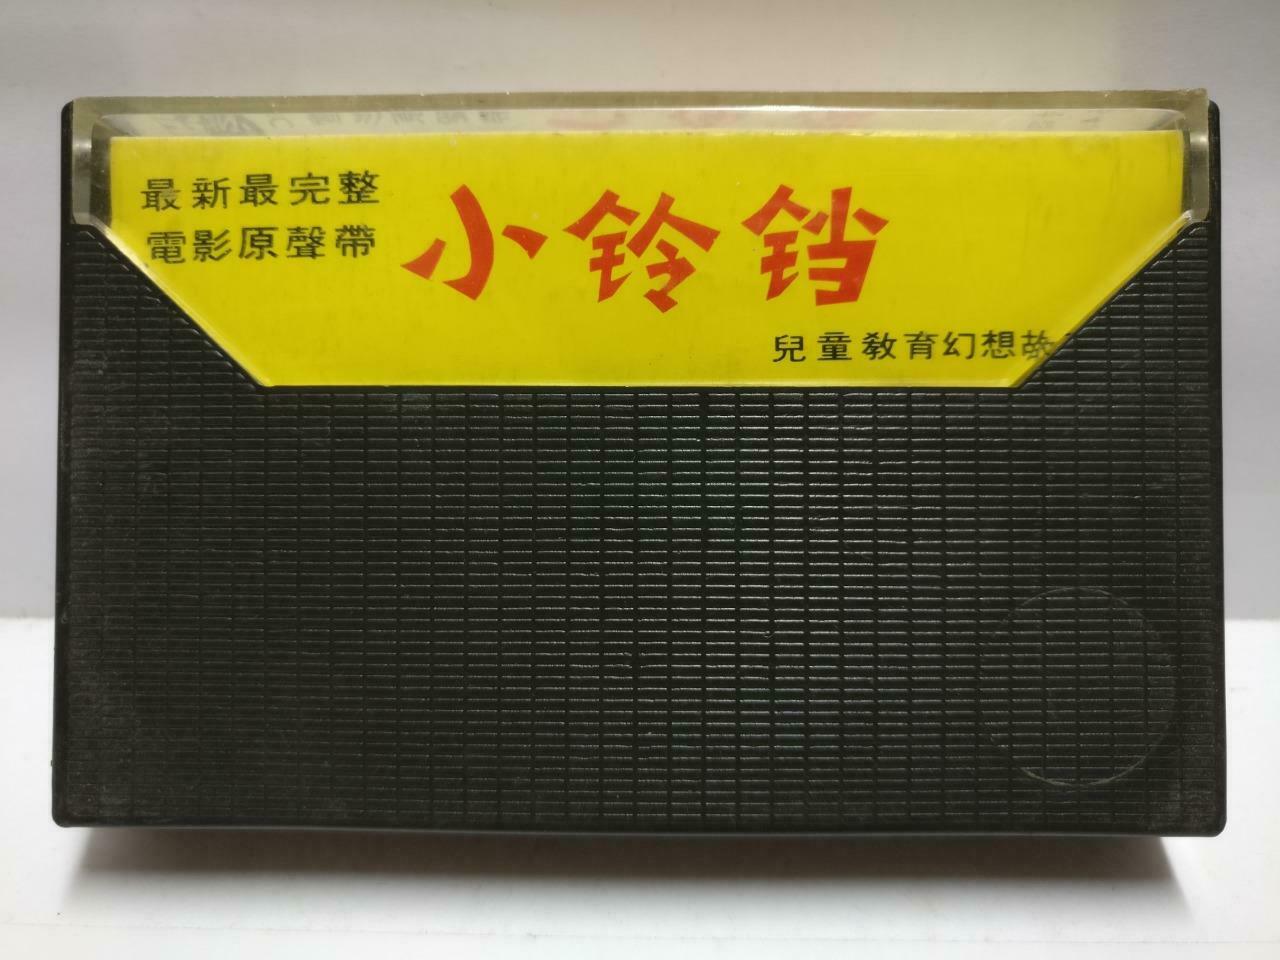 最新最完整
電影原聲帶
小铃铛
兒童教育幻想故